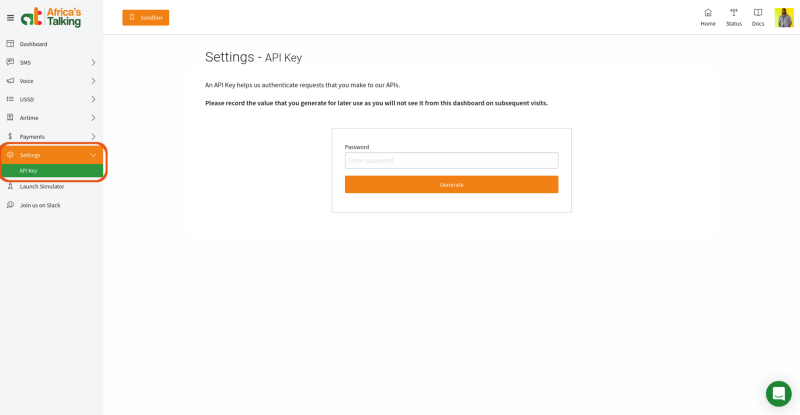 Africa's
Talking
Sandbox
Home
Status
Docs
Dashboard
SMS
Voice
USSD
Airtime
Payments
Settings
API Key
Launch Simulator
Join us on Slack
Settings - API Key
An API Key helps us authenticate requests that you make to our APIs.
Please record the value that you generate for later use as you will not see it from this dashboard on subsequent visits.
Password
Enter password
Generate